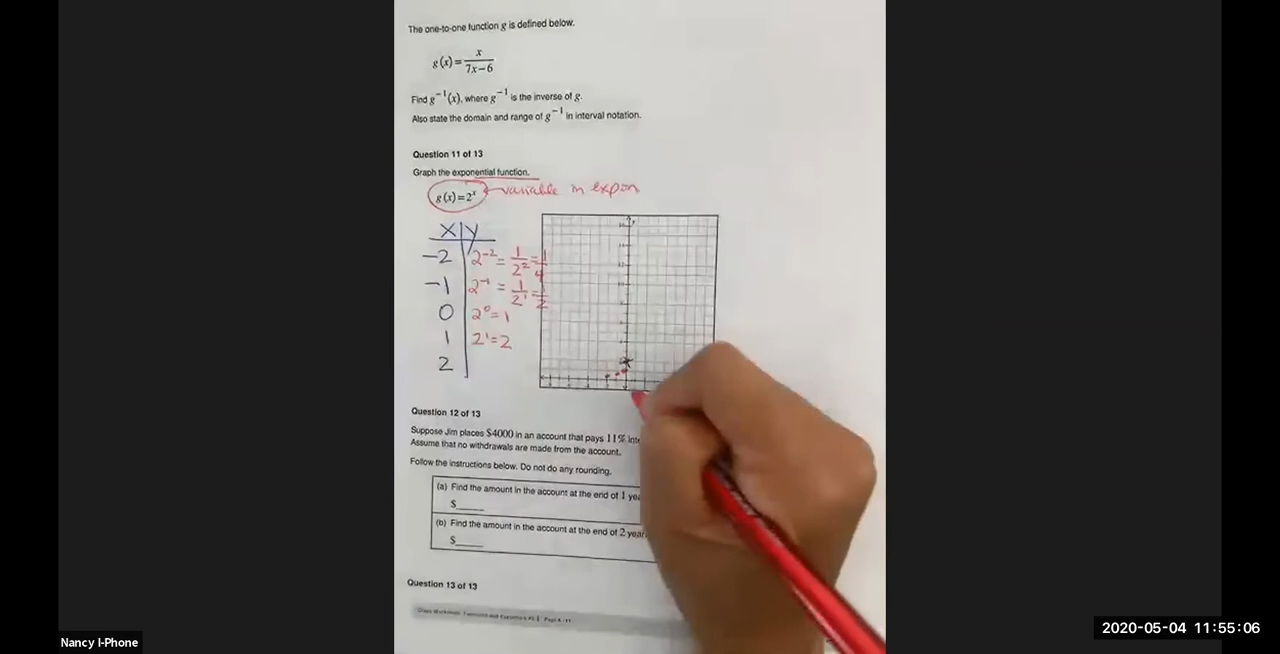 The one-to-one function g is defined below.
g(x)= x/7x−6
Find g⁻¹(x), where g⁻¹ is the inverse of g.
Also state the domain and range of g⁻¹ in interval notation.
Question 11 of 13
Graph the exponential function.
g(x)=2ˣ variable in expon
X | Y
−2 2⁻² = 1/2² = 1/4
−1 2⁻¹ = 1/2¹ = 1/2
0 2⁰=1
1 2¹=2
2
Question 12 of 13
Suppose Jim places $4000 in an account that pays 11%
Assume that no withdrawals are made from the account.
Follow the instructions below. Do not do any rounding.
(a) Find the amount in the account at the end of 1
$____
(b) Find the amount in the account at the end of 2
$____
Question 13 of 13
Nancy I-Phone
2020-05-04 11:55:06